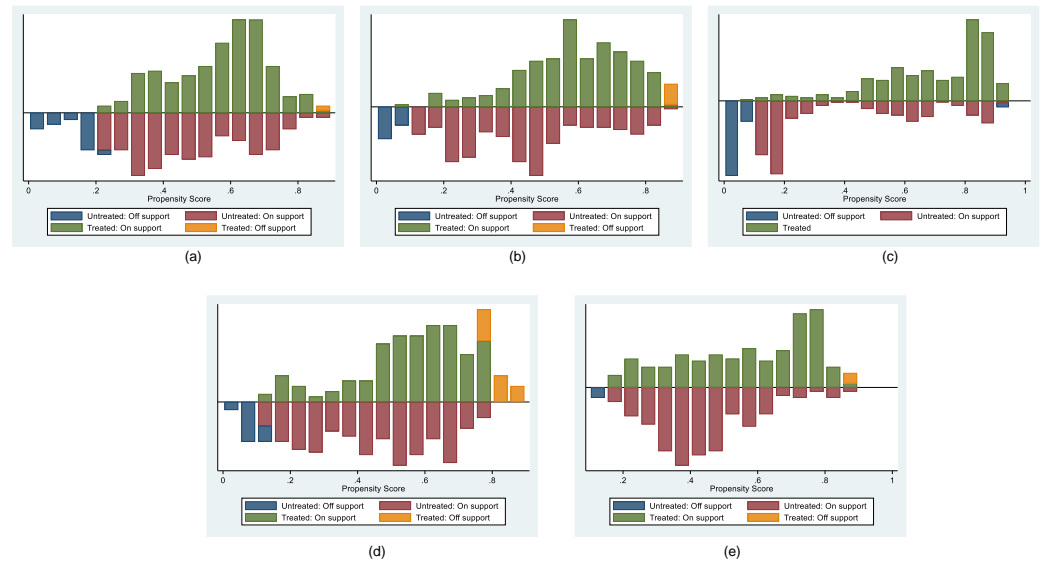 0 .2 .4 .6 .8
Propensity Score
Untreated: Off support Untreated: On support
Treated: On support Treated: Off support
(a)
0 .2 .4 .6 .8
Propensity Score
Untreated: Off support Untreated: On support
Treated: On support Treated: Off support
(b)
0 .2 .4 .6 .8 1
Propensity Score
Untreated: Off support Untreated: On support
Treated
(c)
0 .2 .4 .6 .8
Propensity Score
Untreated: Off support Untreated: On support
Treated: On support Treated: Off support
(d)
.2 .4 .6 .8 1
Propensity Score
Untreated: Off support Untreated: On support
Treated: On support Treated: Off support
(e)